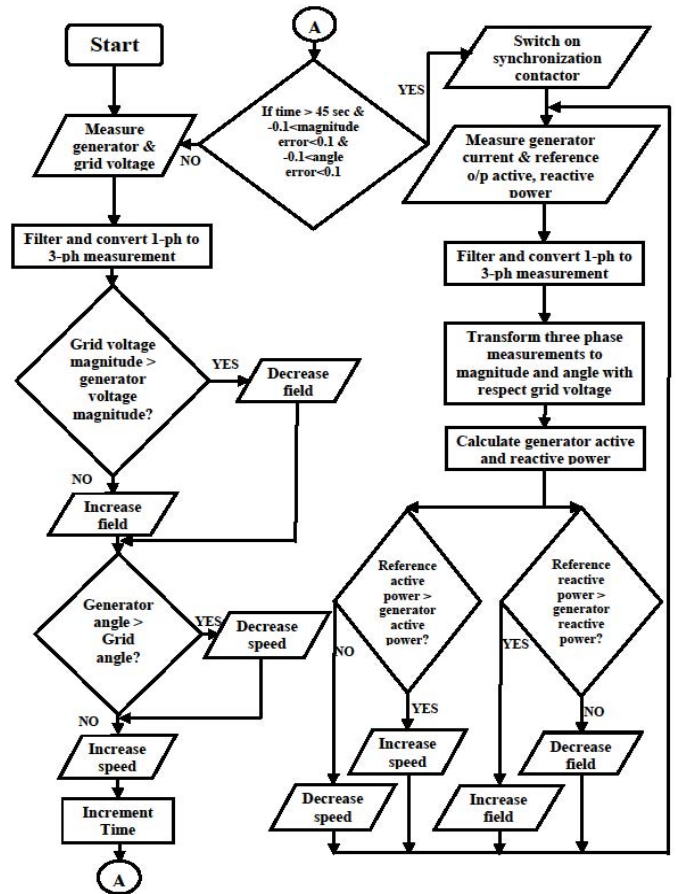 Start
Measure
generator &
grid voltage
Filter and convert 1-ph to
3-ph measurement
Grid voltage
magnitude >
generator
voltage
magnitude?
YES
Decrease
field
NO
Increase
field
Generator
angle >
Grid
angle?
YES
Decrease
speed
NO
Increase
speed
Increment
Time
A
A
If time > 45 sec &
-0.1<magnitude
error<0.1 &
-0.1<angle
error<0.1
NO
YES
Switch on
synchronization
contactor
Measure generator
current & reference
o/p active, reactive
power
Filter and convert 1-ph to
3-ph measurement
Transform three phase
measurements to
magnitude and angle with
respect grid voltage
Calculate generator active
and reactive power
Reference
active
power >
generator
active
power?
NO
YES
Increase
speed
Decrease
speed
Reference
reactive
power >
generator
reactive
power?
YES
NO
Decrease
field
Increase
field